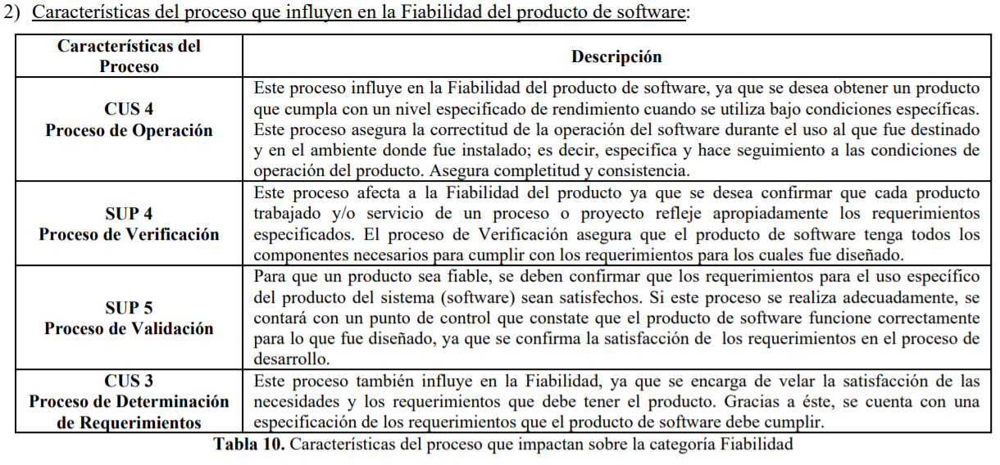 2) Características del proceso que influyen en la Fiabilidad del producto de software:
Características del
Proceso
Descripción
CUS 4
Proceso de Operación
Este proceso influye en la Fiabilidad del producto de software, ya que se desea obtener un producto
que cumpla con un nivel especificado de rendimiento cuando se utiliza bajo condiciones específicas.
Este proceso asegura la correctitud de la operación del software durante el uso al que fue destinado
y en el ambiente donde fue instalado; es decir, especifica y hace seguimiento a las condiciones de
operación del producto. Asegura completitud y consistencia.
SUP 4
Proceso de Verificación
Este proceso afecta a la Fiabilidad del producto ya que se desea confirmar que cada producto
trabajado y/o servicio de un proceso o proyecto refleje apropiadamente los requerimientos
especificados. El proceso de Verificación asegura que el producto de software tenga todos los
componentes necesarios para cumplir con los requerimientos para los cuales fue diseñado.
SUP 5
Proceso de Validación
Para que un producto sea fiable, se deben confirmar que los requerimientos para el uso específico
del producto del sistema (software) sean satisfechos. Si este proceso se realiza adecuadamente, se
contará con un punto de control que constate que el producto de software funcione correctamente
para lo que fue diseñado, ya que se confirma la satisfacción de los requerimientos en el proceso de
desarrollo.
CUS 3
Proceso de Determinación
de Requerimientos
Este proceso también influye en la Fiabilidad, ya que se encarga de velar la satisfacción de las
necesidades y los requerimientos que debe tener el producto. Gracias a éste, se cuenta con una
especificación de los requerimientos que el producto de software debe cumplir.
Tabla 10. Características del proceso que impactan sobre la categoría Fiabilidad